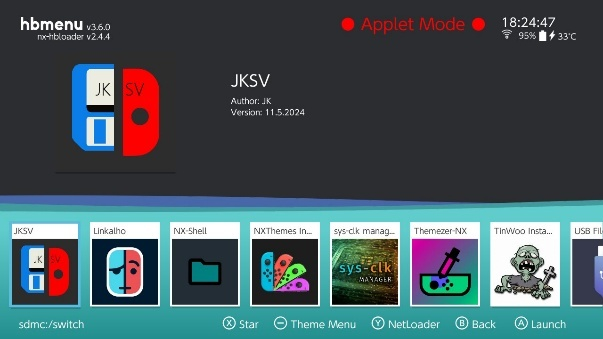 hbmenu v3.6.0
nx-hbloader v2.4.4
Applet Mode
18:24:47
95% 33°C
JK SV
JKSV
Author: JK
Version: 11.5.2024
JKSV
Linkalho
NX-Shell
NXThemes In...
sys-clk manag...
Themezer-NX
TinWoo Insta...
USB Fil
JK SV
sys-clk
MANAGER
sdmc:/switch
X Star
Theme Menu
Y NetLoader
B Back
A Launch